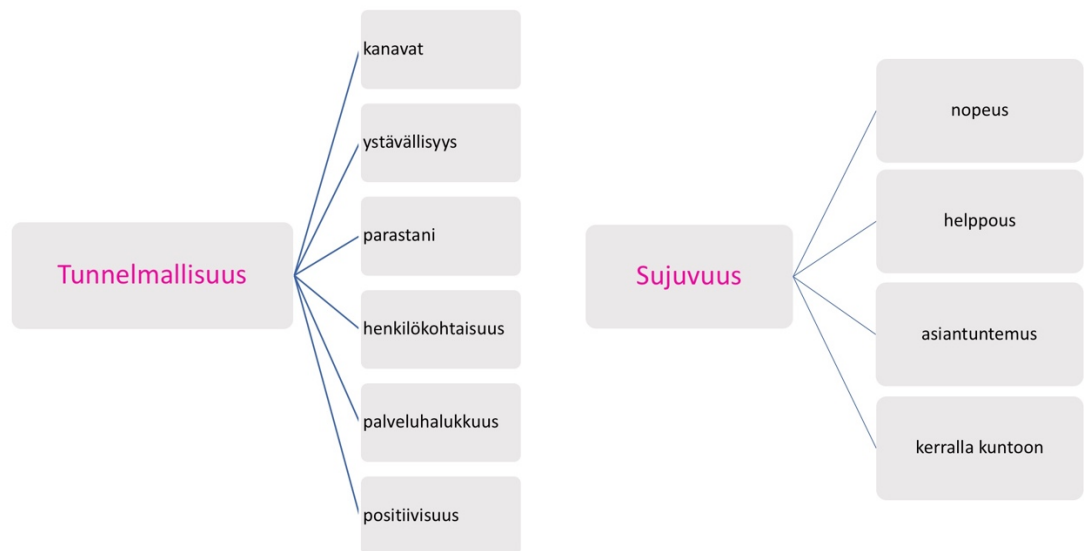 Tunnelmallisuus
kanavat
ystävällisyys
parastani
henkilökohtaisuus
palveluhalukkuus
positiivisuus
Sujuvuus
nopeus
helppous
asiantuntemus
kerralla kuntoon